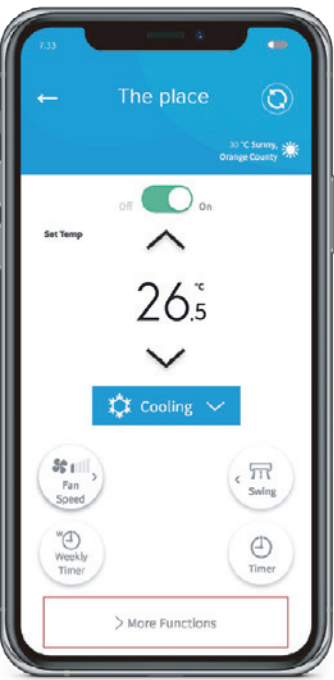 7.33
The place
30 °C Sunny,
Orange County
Off On
Set Temp
26.5 °C
Cooling
Fan
Speed
Swing
W
Weekly
Timer
Timer
More Functions